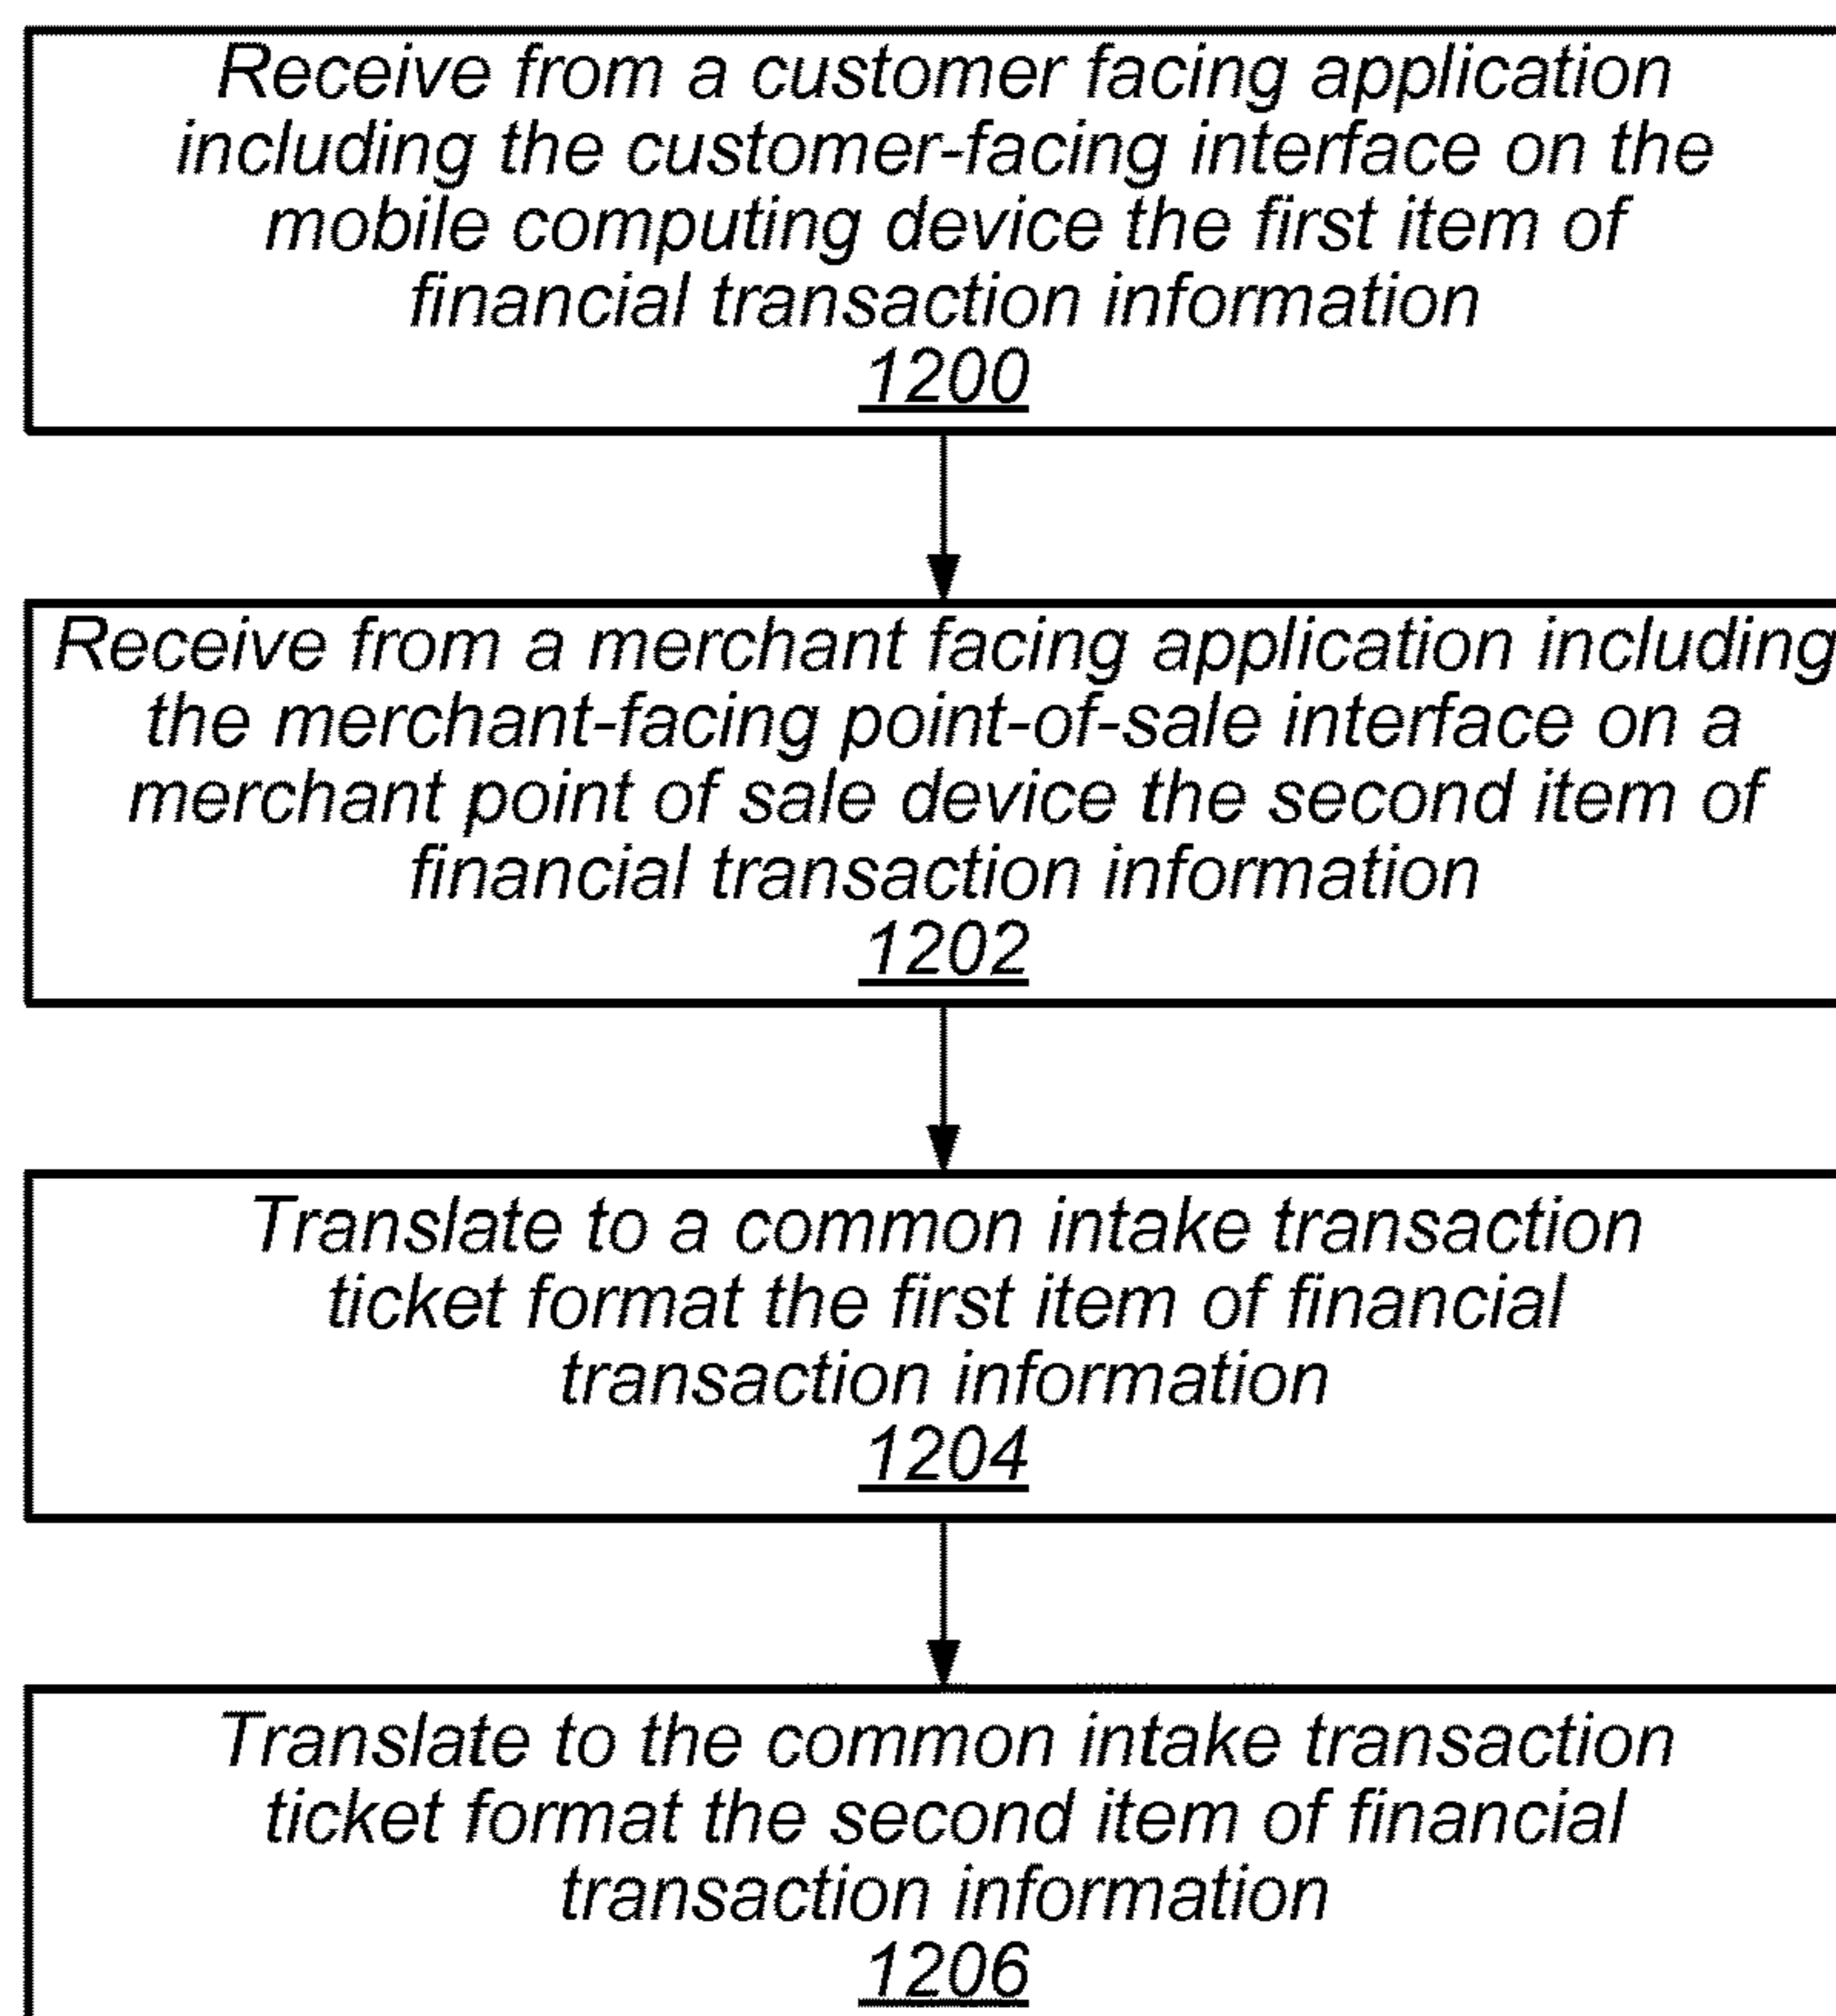 Receive from a customer facing application
including the customer-facing interface on the
mobile computing device the first item of
financial transaction information
1200
Receive from a merchant facing application including
the merchant-facing point-of-sale interface on a
merchant point of sale device the second item of
financial transaction information
1202
Translate to a common intake transaction
ticket format the first item of financial
transaction information
1204
Translate to the common intake transaction
ticket format the second item of financial
transaction information
1206